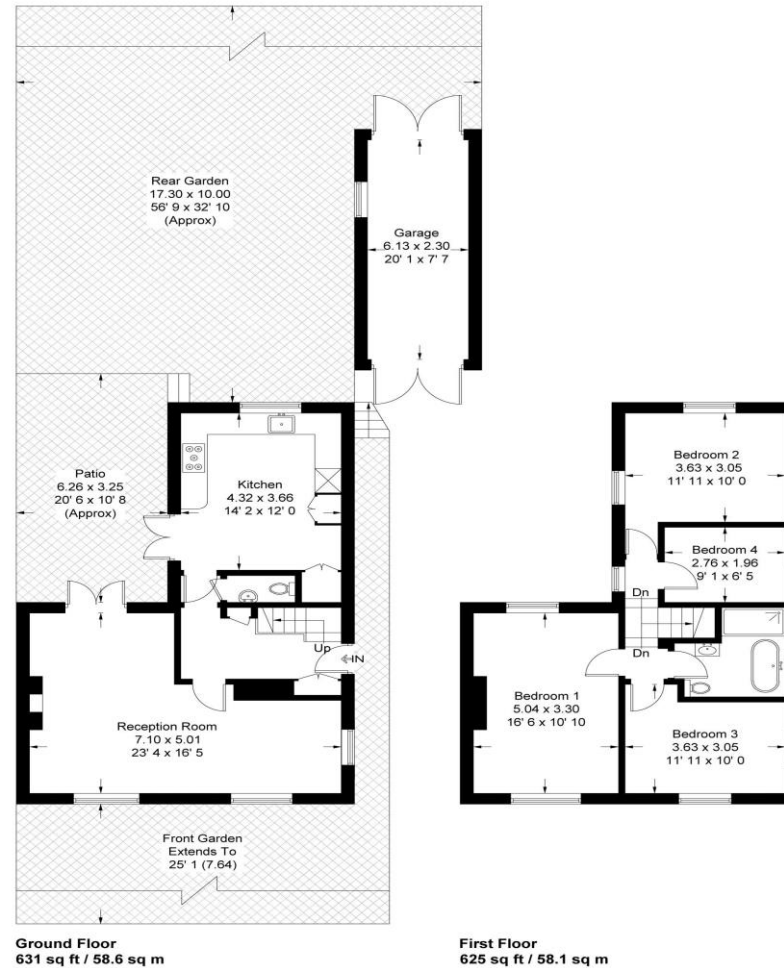 Rear Garden
17.30 x 10.00
56' 9 x 32' 10
(Approx)
Garage
6.13 x 2.30
20' 1 x 7' 7
Patio
6.26 x 3.25
20' 6 x 10' 8
(Approx)
Kitchen
4.32 x 3.66
14' 2 x 12' 0
Up
IN
Reception Room
7.10 x 5.01
23' 4 x 16' 5
Front Garden
Extends To
25' 1 (7.64)
Ground Floor
631 sq ft / 58.6 sq m
Bedroom 2
3.63 x 3.05
11' 11 x 10' 0
Bedroom 4
2.76 x 1.96
9' 1 x 6' 5
Dn
Dn
Bedroom 1
5.04 x 3.30
16' 6 x 10' 10
Bedroom 3
3.63 x 3.05
11' 11 x 10' 0
First Floor
625 sq ft / 58.1 sq m